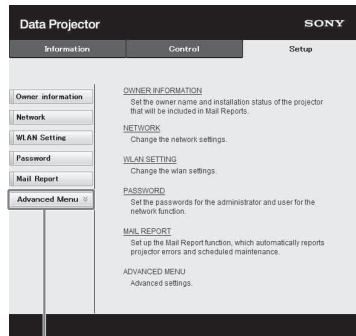 Data Projector
SONY
Information
Control
Setup
Owner information
Network
WLAN Setting
Password
Mail Report
Advanced Menu
OWNER INFORMATION
Set the owner name and installation status of the projector
that will be included in Mail Reports.
NETWORK
Change the network settings.
WLAN SETTING
Change the wlan settings.
PASSWORD
Set the passwords for the administrator and user for the
network function.
MAIL REPORT
Set up the Mail Report function, which automatically reports
projector errors and scheduled maintenance.
ADVANCED MENU
Advanced settings.